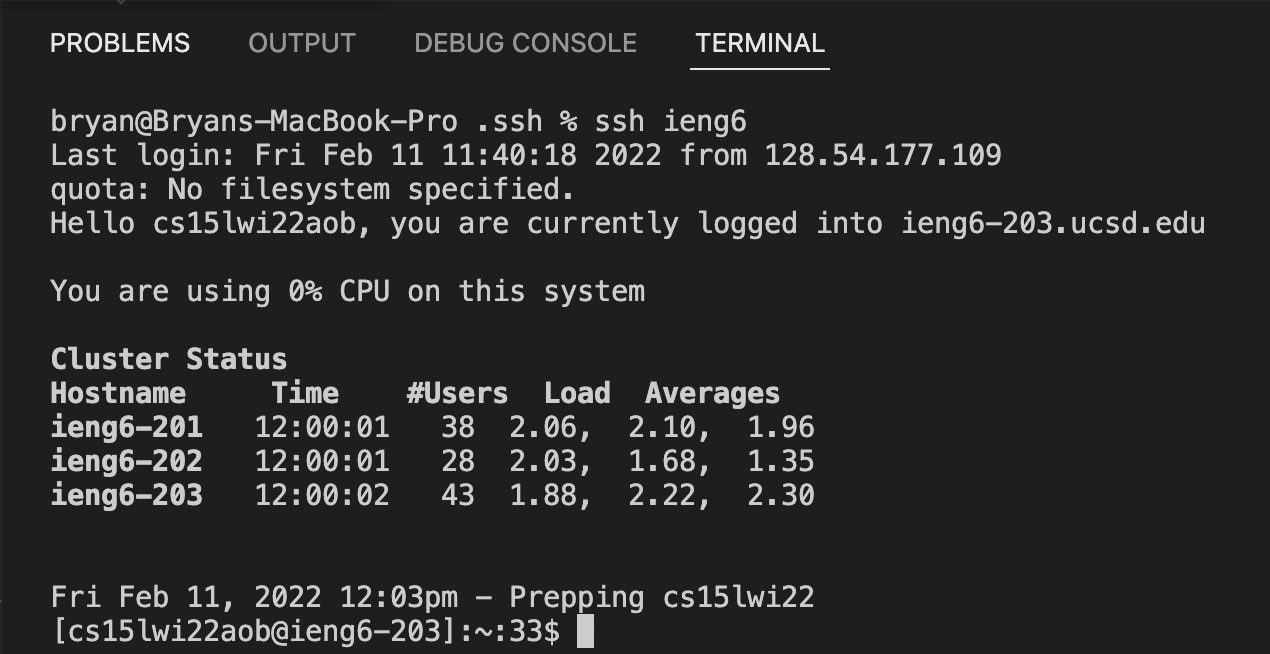 PROBLEMS OUTPUT DEBUG CONSOLE TERMINAL
bryan@Bryans-MacBook-Pro .ssh % ssh ieng6
Last login: Fri Feb 11 11:40:18 2022 from 128.54.177.109
quota: No filesystem specified.
Hello cs15lwi22aob, you are currently logged into ieng6-203.ucsd.edu
You are using 0% CPU on this system
Cluster Status
Hostname     Time    #Users  Load  Averages
ieng6-201   12:00:01   38  2.06,  2.10,  1.96
ieng6-202   12:00:01   28  2.03,  1.68,  1.35
ieng6-203   12:00:02   43  1.88,  2.22,  2.30
Fri Feb 11, 2022 12:03pm - Prepping cs15lwi22
[cs15lwi22aob@ieng6-203]:~:33$